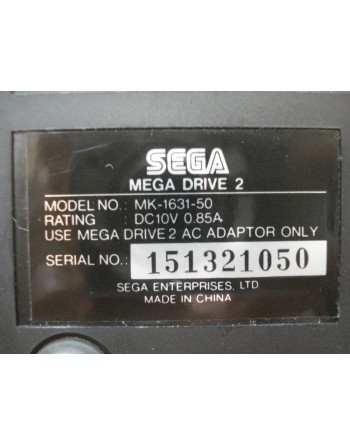 SEGA
MEGA DRIVE 2
MODEL NO. : MK-1631-50
RATING : DC10V 0.85A
USE MEGA DRIVE 2 AC ADAPTOR ONLY
SERIAL NO. : 151321050
SEGA ENTERPRISES, LTD
MADE IN CHINA